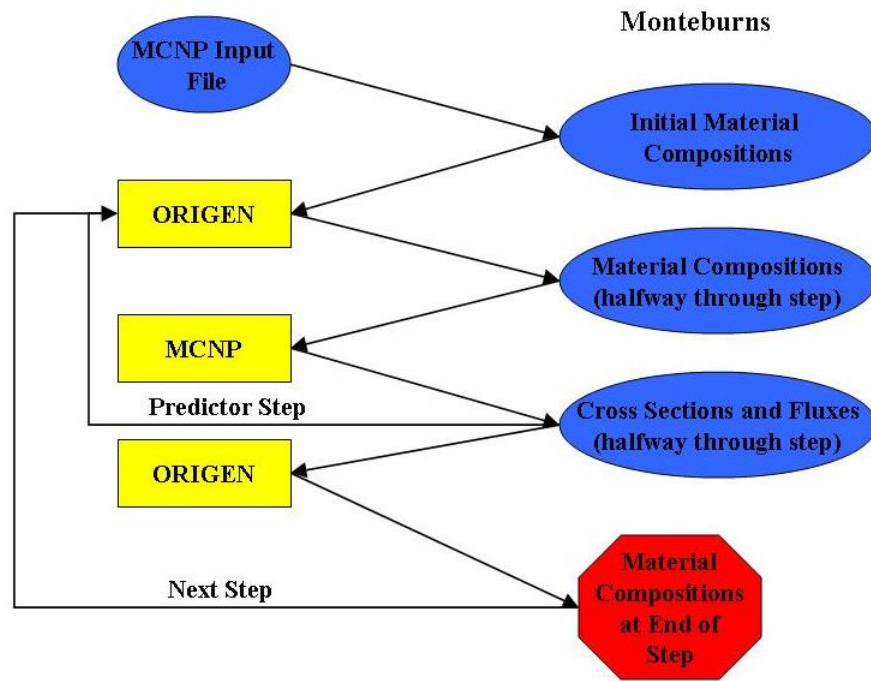 Monteburns
MCNP Input
File
Initial Material
Compositions
ORIGEN
Material Compositions
(halfway through step)
MCNP
Predictor Step
Cross Sections and Fluxes
(halfway through step)
ORIGEN
Next Step
Material
Compositions
at End of
Step